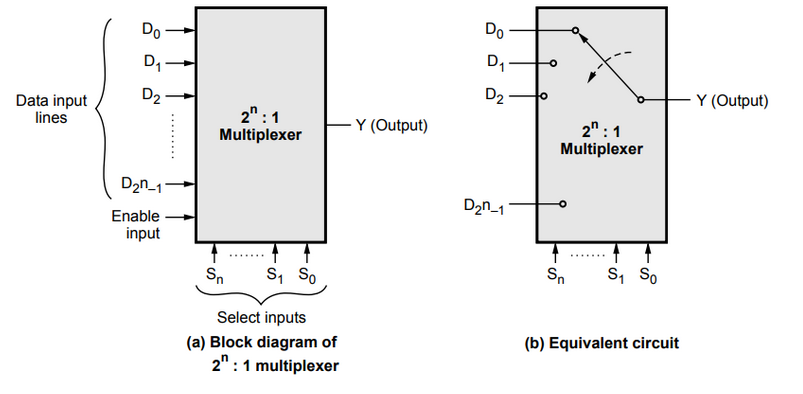 D₀
D₁
D₂
Data input
lines
2ⁿ : 1
Multiplexer
Y (Output)
D₂n₋₁
Enable
input
Sₙ
S₁
S₀
Select inputs
(a) Block diagram of
2ⁿ : 1 multiplexer
D₀
D₁
D₂
Y (Output)
2ⁿ : 1
Multiplexer
D₂n₋₁
Sₙ
S₁
S₀
(b) Equivalent circuit